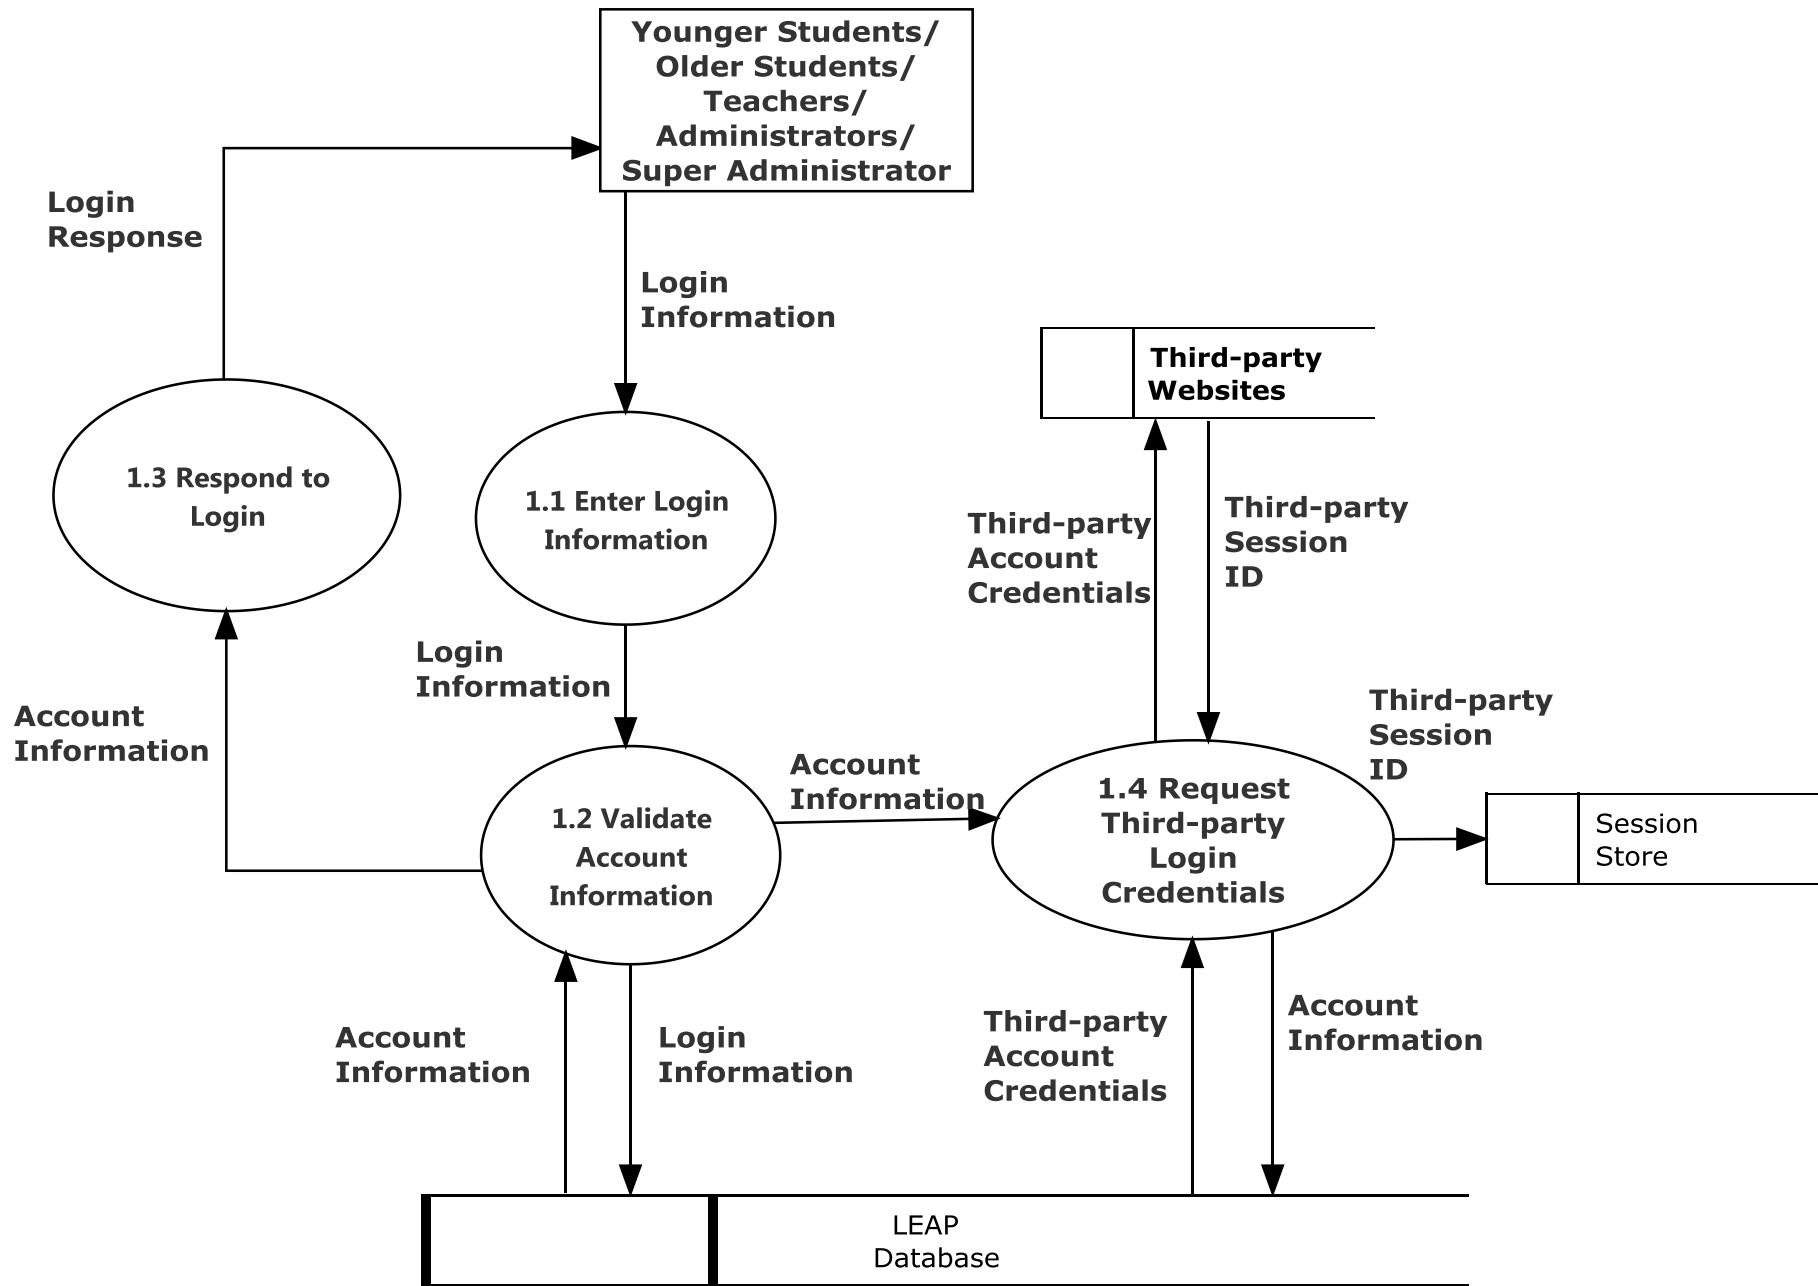 Younger Students/
Older Students/
Teachers/
Administrators/
Super Administrator
Login
Response
Login
Information
Third-party
Websites
1.3 Respond to
Login
1.1 Enter Login
Information
Third-party
Account
Credentials
Third-party
Session
ID
Login
Information
Account
Information
Third-party
Session
ID
Account
Information
1.2 Validate
Account
Information
1.4 Request
Third-party
Login
Credentials
Session
Store
Account
Information
Login
Information
Third-party
Account
Credentials
Account
Information
LEAP
Database